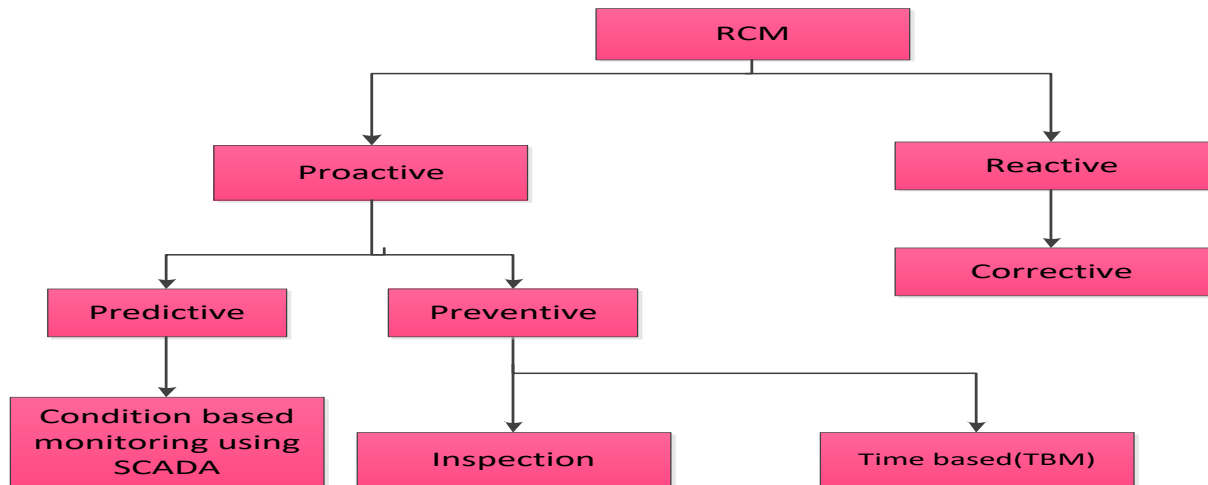 RCM
Proactive
Reactive
Corrective
Predictive
Preventive
Condition based
monitoring using
SCADA
Inspection
Time based(TBM)